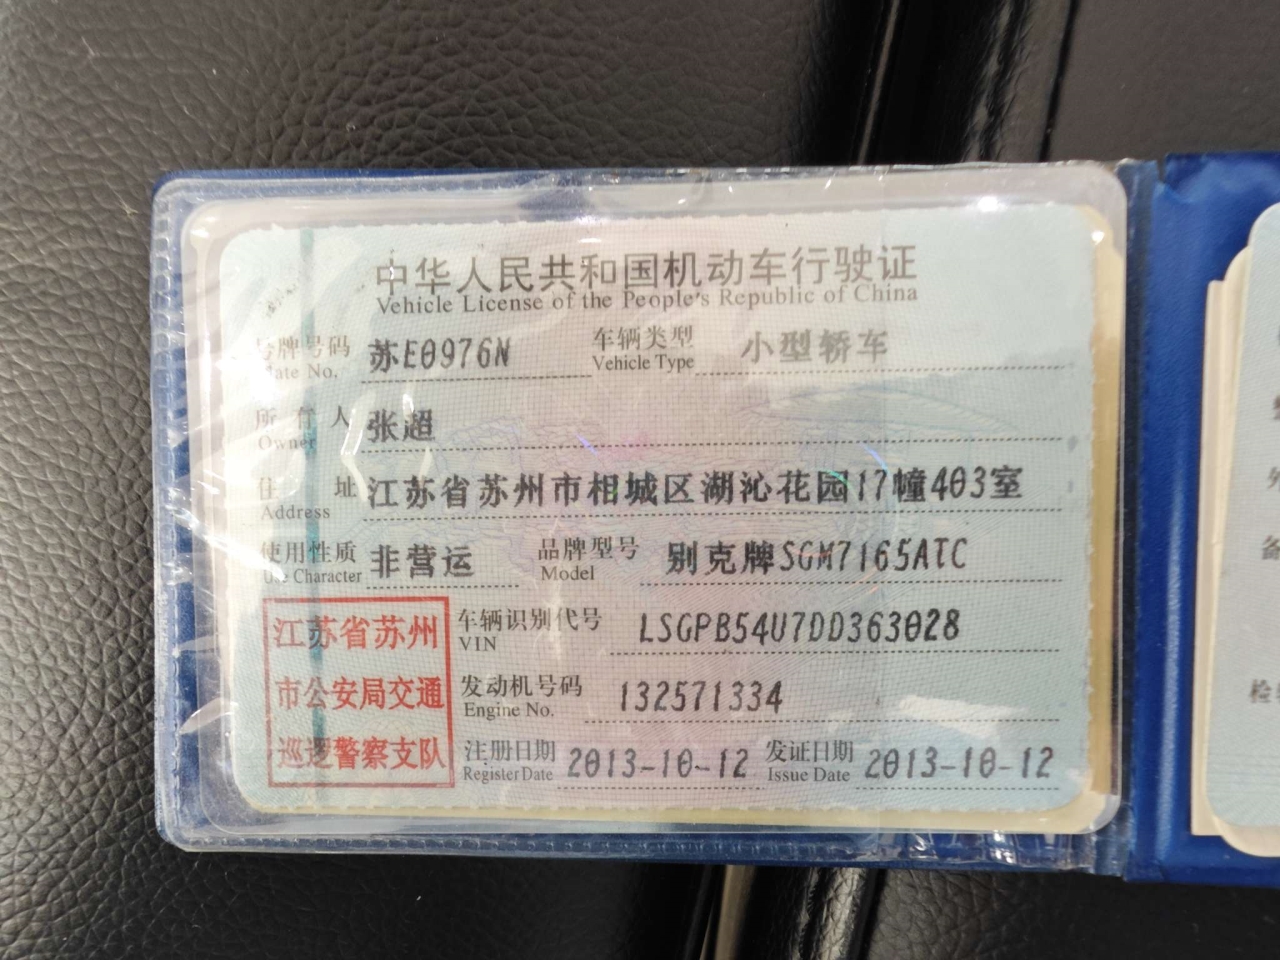 中华人民共和国机动车行驶证
Vehicle License of the People's Republic of China
号牌号码 苏E0976N 车辆类型 小型轿车
Plate No. Vehicle Type
所有人 张超
Owner
住址 江苏省苏州市相城区湖沁花园17幢403室
Address
使用性质 非营运 品牌型号 别克牌SGM7165ATC
Use Character Model
江苏省苏州 车辆识别代号 LSGPB54U7DD363028
VIN
市公安局交通 发动机号码 132571334
Engine No.
巡逻警察支队 注册日期 2013-10-12 发证日期 2013-10-12
Register Date Issue Date